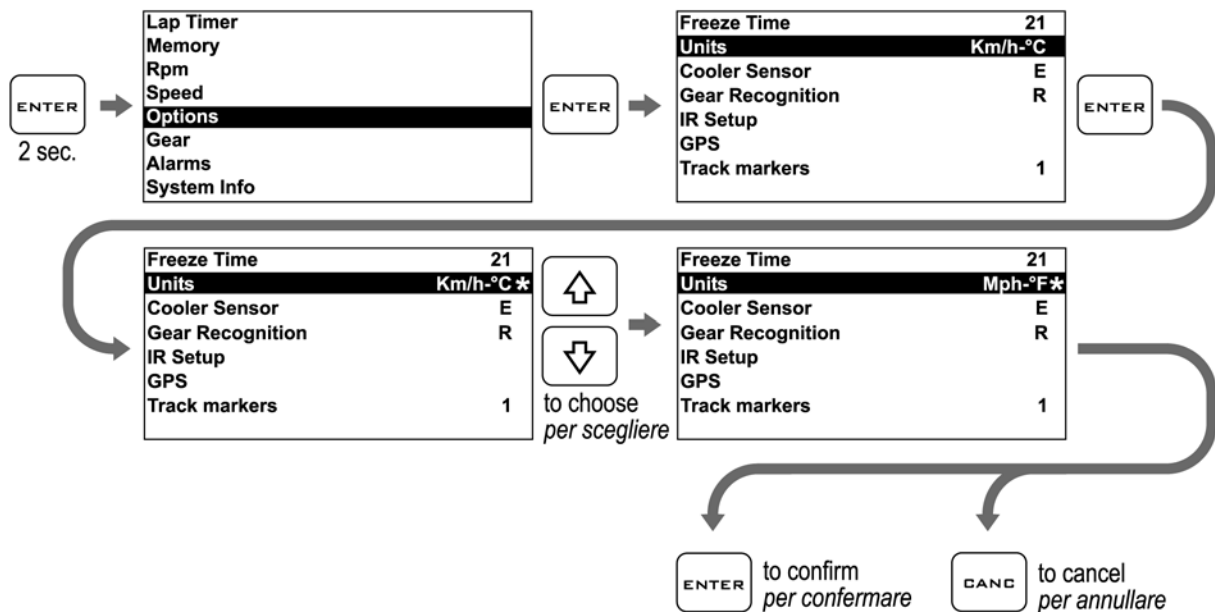 ENTER
2 sec.
Lap Timer
Memory
Rpm
Speed
Options
Gear
Alarms
System Info
ENTER
Freeze Time 21
Units Km/h-°C
Cooler Sensor E
Gear Recognition R
IR Setup
GPS
Track markers 1
ENTER
Freeze Time 21
Units Km/h-°C *
Cooler Sensor E
Gear Recognition R
IR Setup
GPS
Track markers 1
to choose
per scegliere
Freeze Time 21
Units Mph-°F*
Cooler Sensor E
Gear Recognition R
IR Setup
GPS
Track markers 1
ENTER
to confirm
per confermare
CANC
to cancel
per annullare